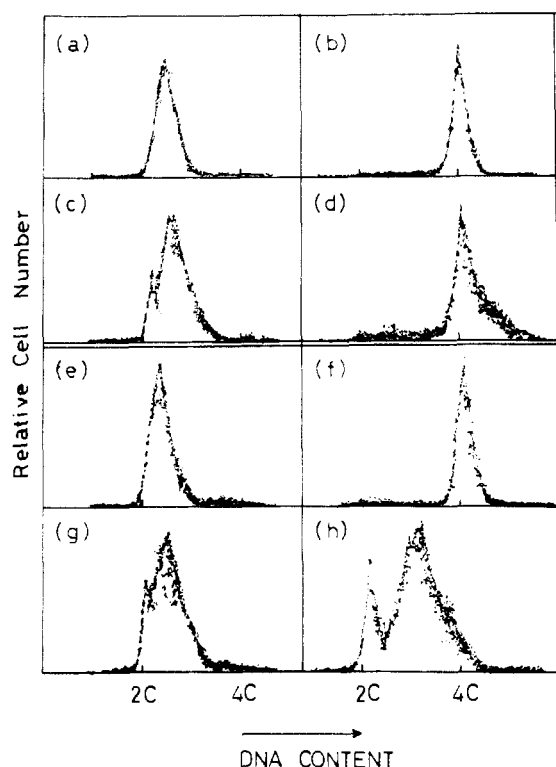 (a)
(b)
(c)
(d)
(e)
(f)
(g)
(h)
Relative Cell Number
2C 4C 2C 4C
DNA CONTENT